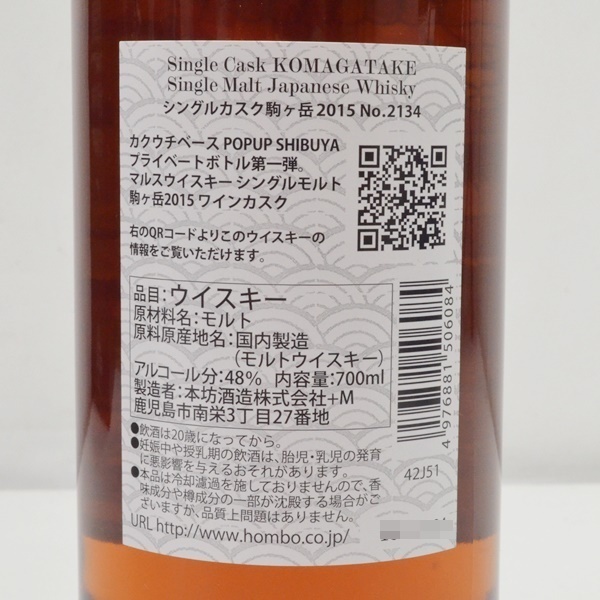 Single Cask KOMAGATAKE
Single Malt Japanese Whisky
シングルカスク駒ヶ岳2015 No.2134
カクウチベース POPUP SHIBUYA
プライベートボトル第一弾。
マルスウイスキー シングルモルト
駒ヶ岳2015 ワインカスク
右のQRコードよりこのウイスキーの
情報をご覧いただけます。
品目:ウイスキー
原材料名:モルト
原料原産地名:国内製造
(モルトウイスキー)
アルコール分:48% 内容量:700ml
製造者:本坊酒造株式会社+M
鹿児島市南栄3丁目27番地
●飲酒は20歳になってから。
●妊娠中や授乳期の飲酒は、胎児・乳児の発育
に悪影響を与えるおそれがあります。
●本品は冷却濾過を施しておりませんので、香
味成分や樽成分の一部が沈殿する場合がご
ざいますが、品質上問題はありません。
URL http://www.hombo.co.jp/
4 976881 506084
42J51